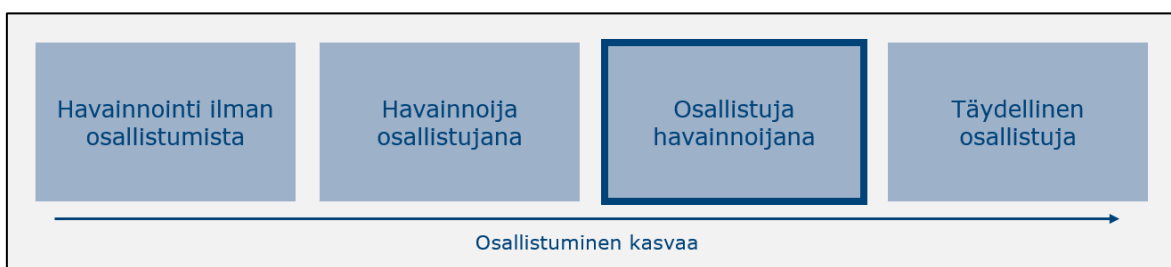 Havainnointi ilman
osallistumista
Havainnoija
osallistujana
Osallistuja
havainnoijana
Täydellinen
osallistuja
Osallistuminen kasvaa